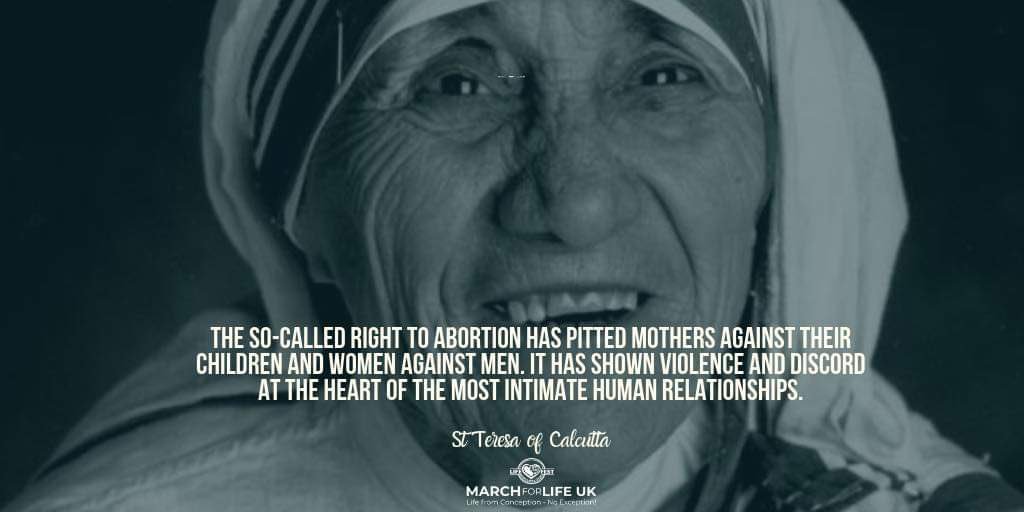 THE SO-CALLED RIGHT TO ABORTION HAS PITTED MOTHERS AGAINST THEIR
CHILDREN AND WOMEN AGAINST MEN. IT HAS SHOWN VIOLENCE AND DISCORD
AT THE HEART OF THE MOST INTIMATE HUMAN RELATIONSHIPS.
St Teresa of Calcutta
LIFE FEST
MARCH FOR LIFE UK
Life from Conception - No Exception!